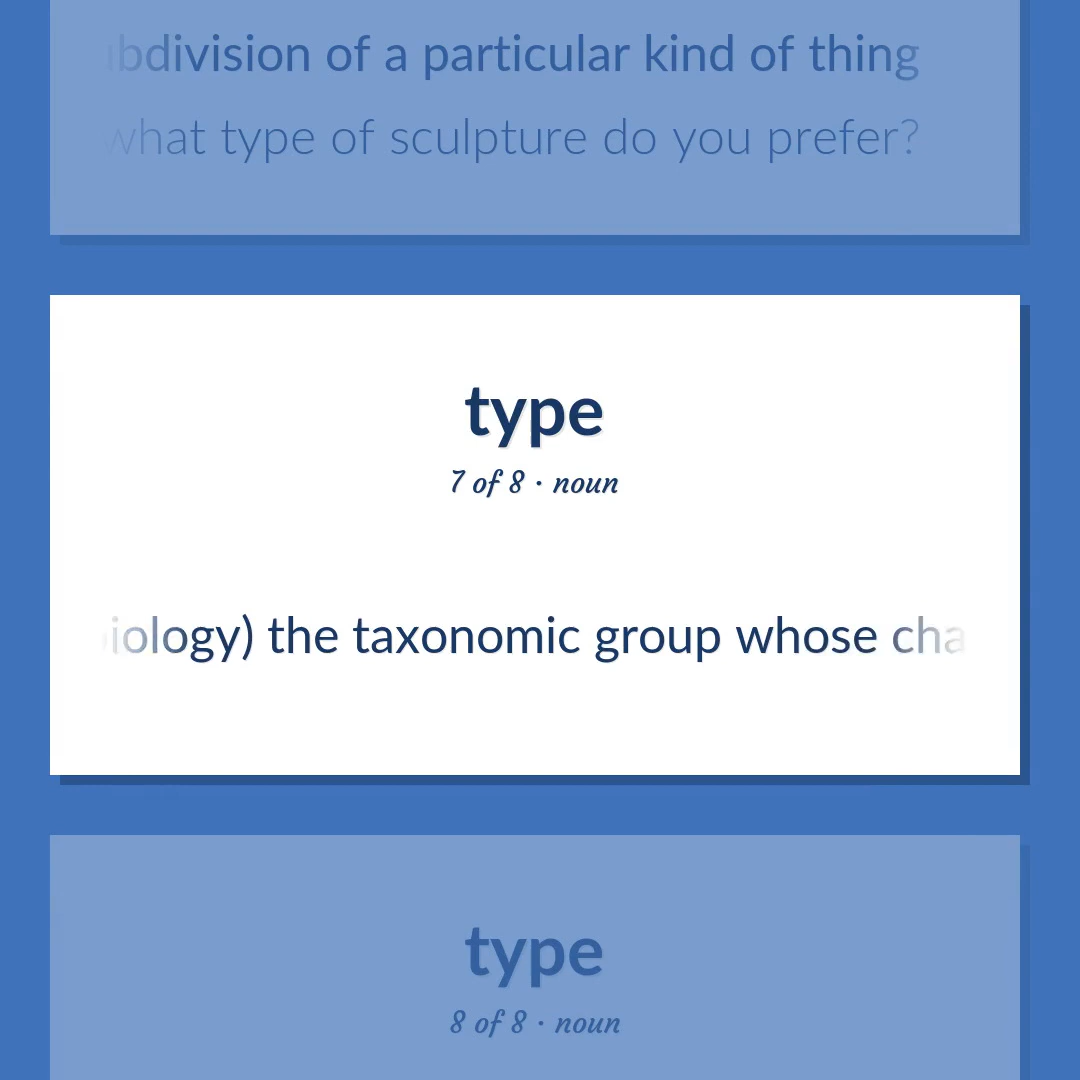 ubdivision of a particular kind of thing
what type of sculpture do you prefer?
type
7 of 8 · noun
iology) the taxonomic group whose cha
type
8 of 8 · noun